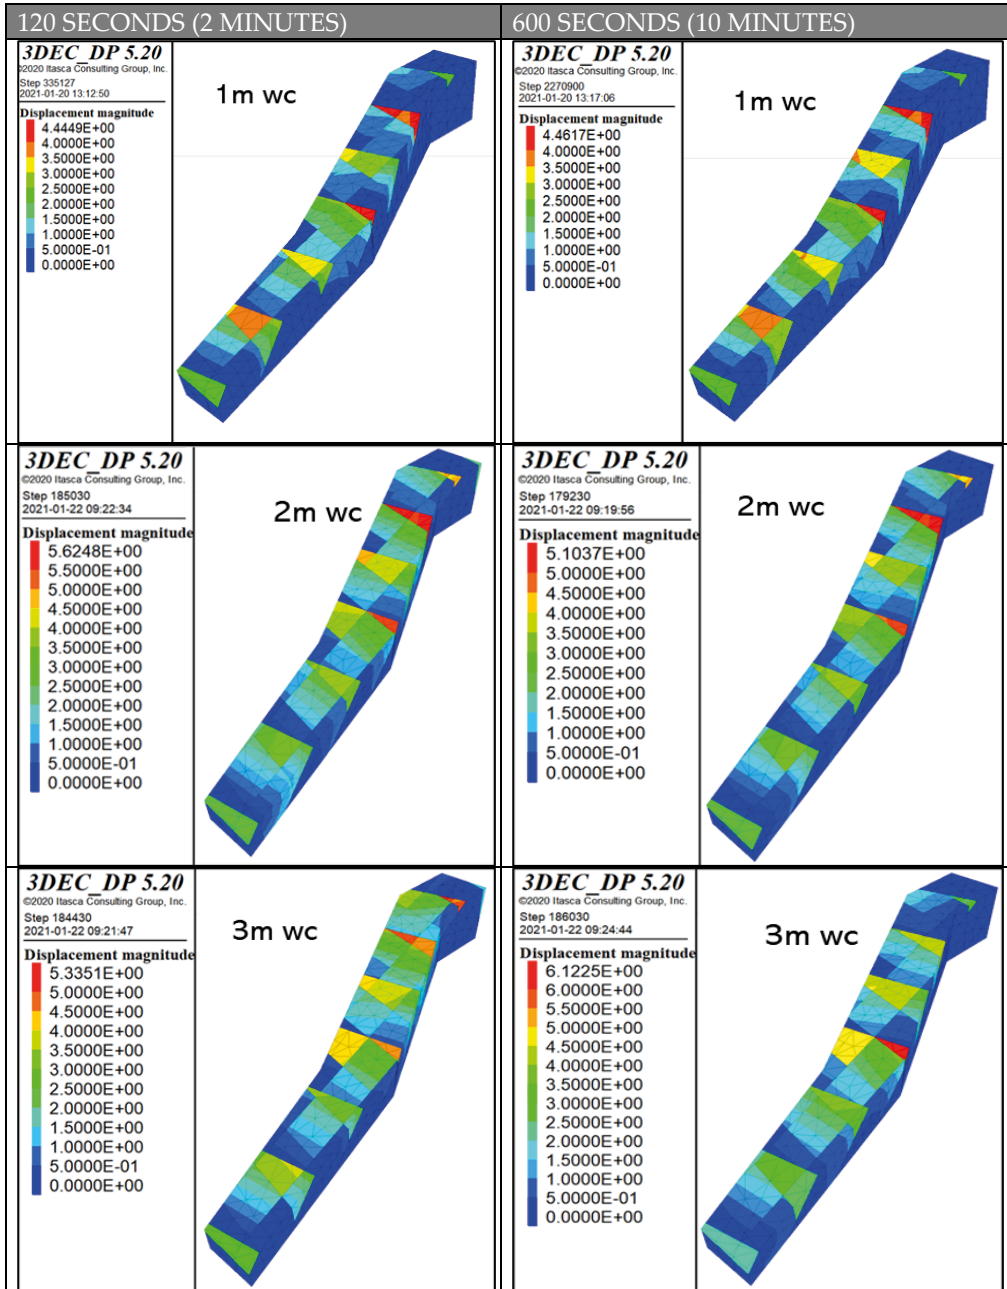 120 SECONDS (2 MINUTES)
600 SECONDS (10 MINUTES)
3DEC_DP 5.20
©2020 Itasca Consulting Group, Inc.
Step 335127
2021-01-20 13:12:50
Displacement magnitude
4.4449E+00
4.0000E+00
3.5000E+00
3.0000E+00
2.5000E+00
2.0000E+00
1.5000E+00
1.0000E+00
5.0000E-01
0.0000E+00
1m wc
3DEC_DP 5.20
©2020 Itasca Consulting Group, Inc.
Step 2270900
2021-01-20 13:17:06
Displacement magnitude
4.4617E+00
4.0000E+00
3.5000E+00
3.0000E+00
2.5000E+00
2.0000E+00
1.5000E+00
1.0000E+00
5.0000E-01
0.0000E+00
1m wc
3DEC_DP 5.20
©2020 Itasca Consulting Group, Inc.
Step 185030
2021-01-22 09:22:34
Displacement magnitude
5.6248E+00
5.5000E+00
5.0000E+00
4.5000E+00
4.0000E+00
3.5000E+00
3.0000E+00
2.5000E+00
2.0000E+00
1.5000E+00
1.0000E+00
5.0000E-01
0.0000E+00
2m wc
3DEC_DP 5.20
©2020 Itasca Consulting Group, Inc.
Step 179230
2021-01-22 09:19:56
Displacement magnitude
5.1037E+00
5.0000E+00
4.5000E+00
4.0000E+00
3.5000E+00
3.0000E+00
2.5000E+00
2.0000E+00
1.5000E+00
1.0000E+00
5.0000E-01
0.0000E+00
2m wc
3DEC_DP 5.20
©2020 Itasca Consulting Group, Inc.
Step 184430
2021-01-22 09:21:47
Displacement magnitude
5.3351E+00
5.0000E+00
4.5000E+00
4.0000E+00
3.5000E+00
3.0000E+00
2.5000E+00
2.0000E+00
1.5000E+00
1.0000E+00
5.0000E-01
0.0000E+00
3m wc
3DEC_DP 5.20
©2020 Itasca Consulting Group, Inc.
Step 186030
2021-01-22 09:24:44
Displacement magnitude
6.1225E+00
6.0000E+00
5.5000E+00
5.0000E+00
4.5000E+00
4.0000E+00
3.5000E+00
3.0000E+00
2.5000E+00
2.0000E+00
1.5000E+00
1.0000E+00
5.0000E-01
0.0000E+00
3m wc